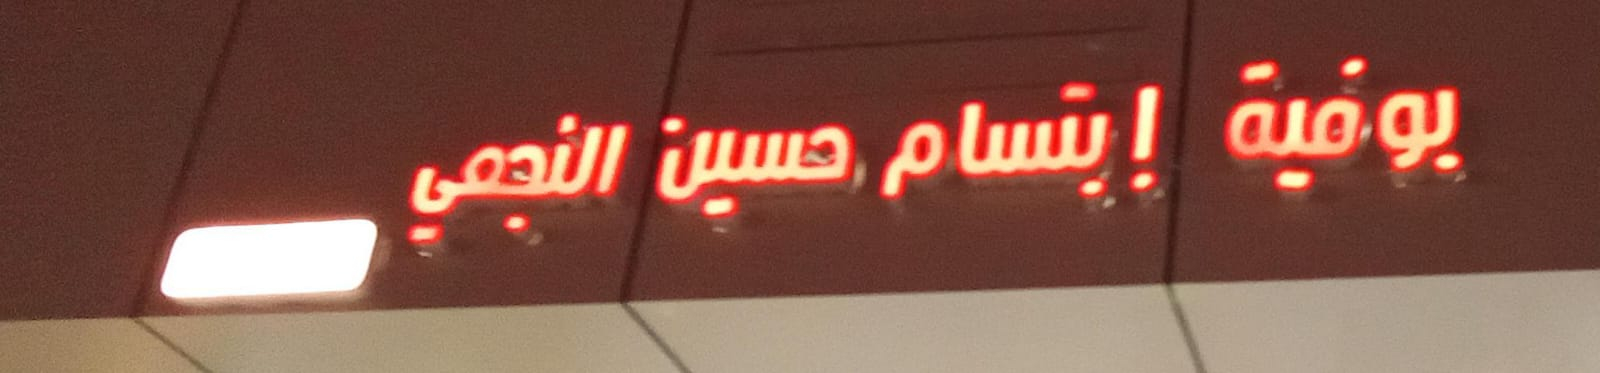 بوفية إبتسام حسين النجعي